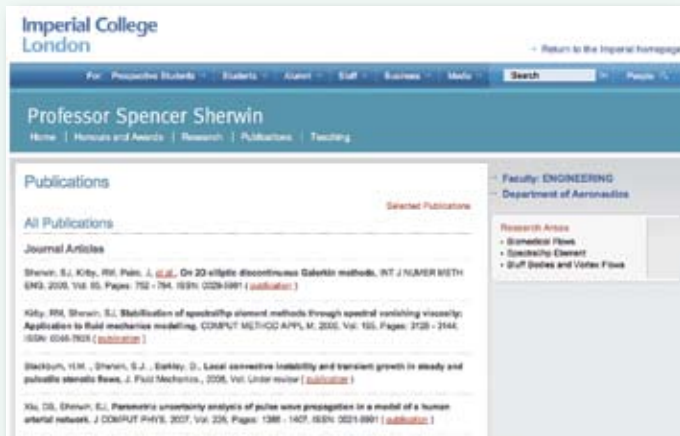 Imperial College
London
Return to the Imperial homepage
For: Prospective Students Students Alumni Staff Business Media Search People
Professor Spencer Sherwin
Home | Honours and Awards | Research | Publications | Teaching
Publications
Selected Publications
All Publications
Journal Articles
Sherwin, SJ, Kirby, RM, Peiro, J, et al., On 2D elliptic discontinuous Galerkin methods, INT J NUMER METH
ENG, 2006, Vol: 65, Pages: 752 - 784, ISSN: 0029-5981 ( publication )
Kirby, RM, Sherwin, SJ, Stabilisation of spectral/hp element methods through spectral vanishing viscosity:
Application to fluid mechanics modelling, COMPUT METHOD APPL M, 2006, Vol: 195, Pages: 3128 - 3144,
ISSN: 0045-7825 ( publication )
Blackburn, H.M. , Sherwin, S.J. , Barkley, D., Local convective instability and transient growth in steady and
pulsatile stenotic flows, J. Fluid Mechanics., 2008, Vol: Under review ( publication )
Xiu, DB, Sherwin, SJ, Parametric uncertainty analysis of pulse wave propagation in a model of a human
arterial network, J COMPUT PHYS, 2007, Vol: 226, Pages: 1385 - 1407, ISSN: 0021-9991 ( publication )
Faculty: ENGINEERING
Department of Aeronautics
Research Areas
• Biomedical Flows
• Spectral/hp Element
• Bluff Bodies and Vortex Flows